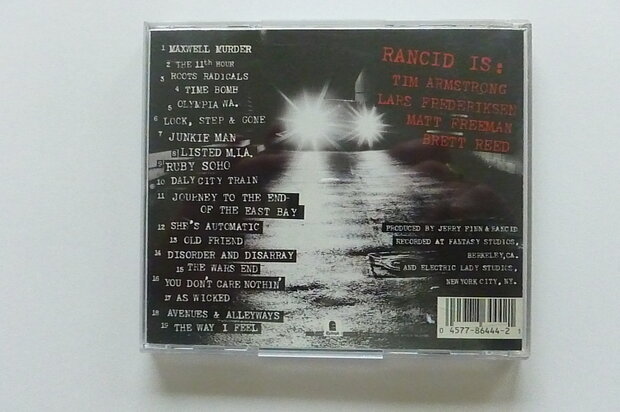 1 MAXWELL MURDER
2 THE 11th HOUR
3 ROOTS RADICALS
4 TIME BOMB
5 OLYMPIA WA.
6 LOCK, STEP & GONE
7 JUNKIE MAN
8 LISTED M.I.A.
9 RUBY SOHO
10 DALY CITY TRAIN
11 JOURNEY TO THE END
OF THE EAST BAY
12 SHE'S AUTOMATIC
13 OLD FRIEND
14 DISORDER AND DISARRAY
15 THE WARS END
16 YOU DON'T CARE NOTHIN'
17 AS WICKED
18 AVENUES & ALLEYWAYS
19 THE WAY I FEEL
RANCID IS:
TIM ARMSTRONG
LARS FREDERIKSEN
MATT FREEMAN
BRETT REED
PRODUCED BY JERRY FINN & RANCID
RECORDED AT FANTASY STUDIOS,
BERKELEY, CA.
AND ELECTRIC LADY STUDIOS,
NEW YORK CITY, NY.
0 4577-86444-2 1